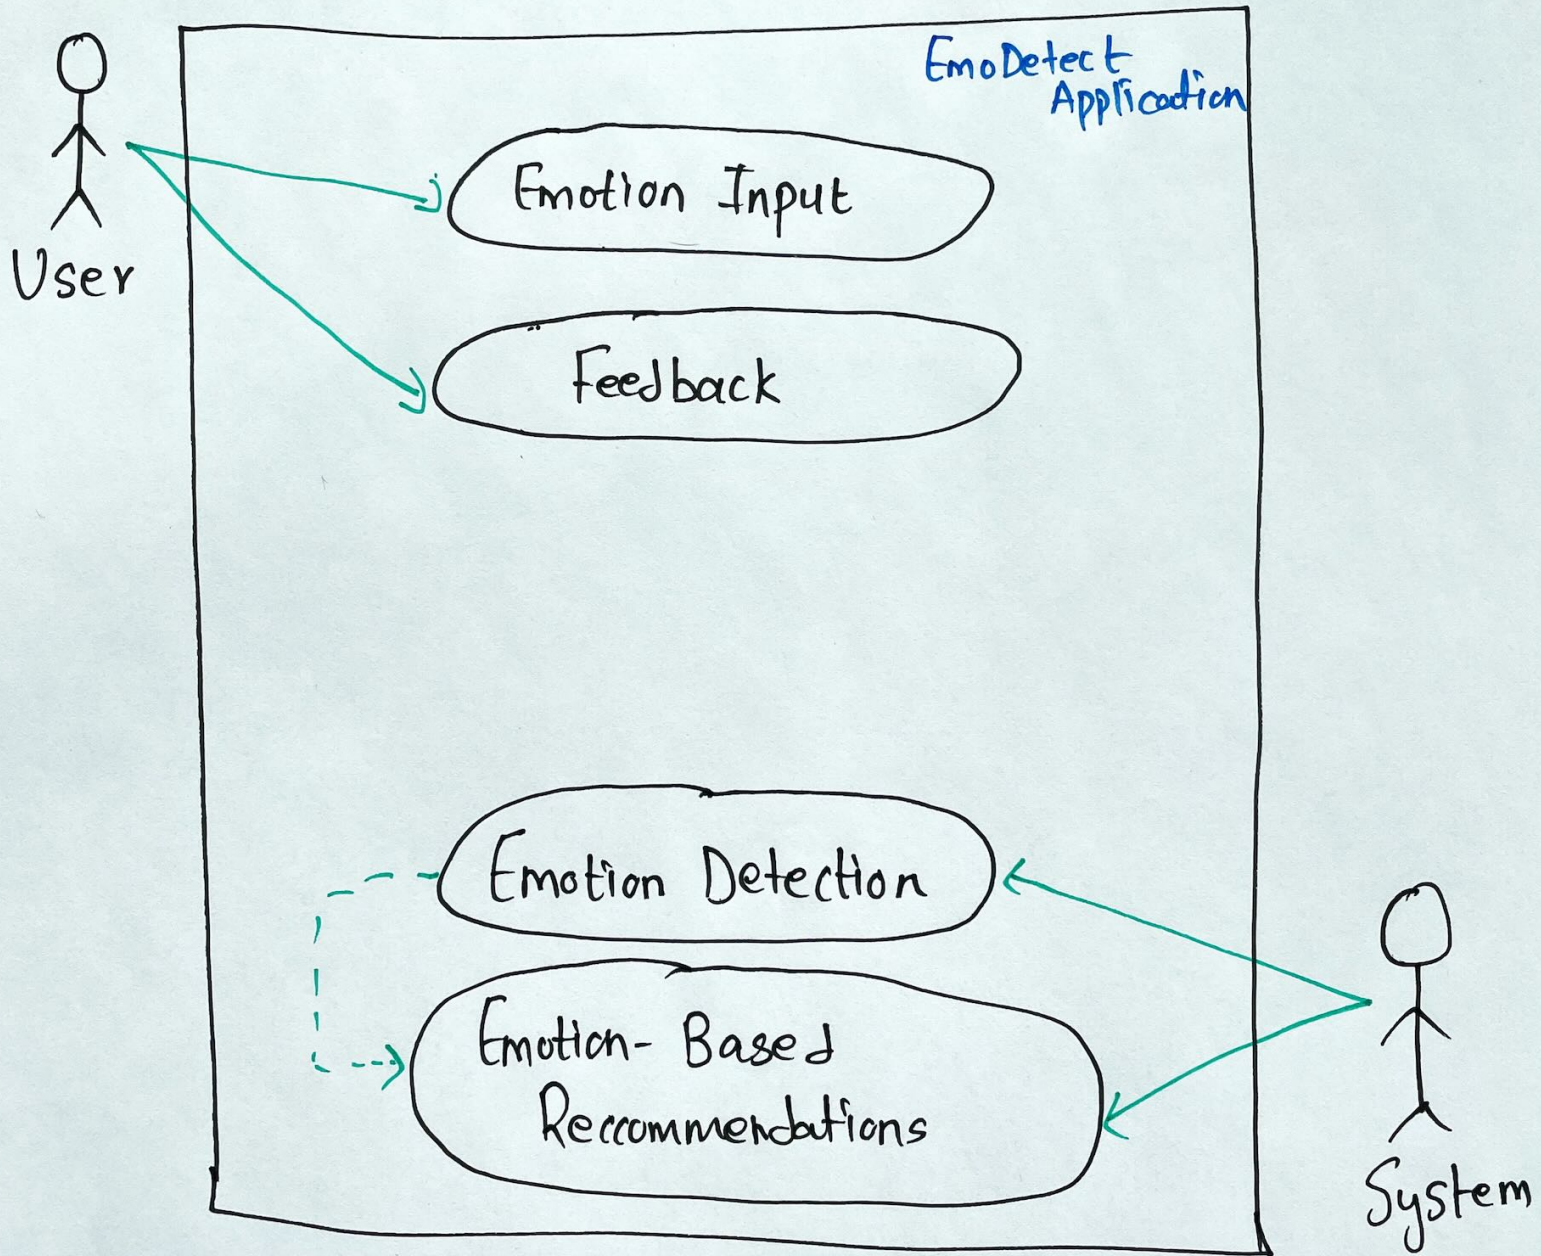 EmoDetect
Application
User
Emotion Input
Feedback
Emotion Detection
Emotion-Based
Reccommendations
System